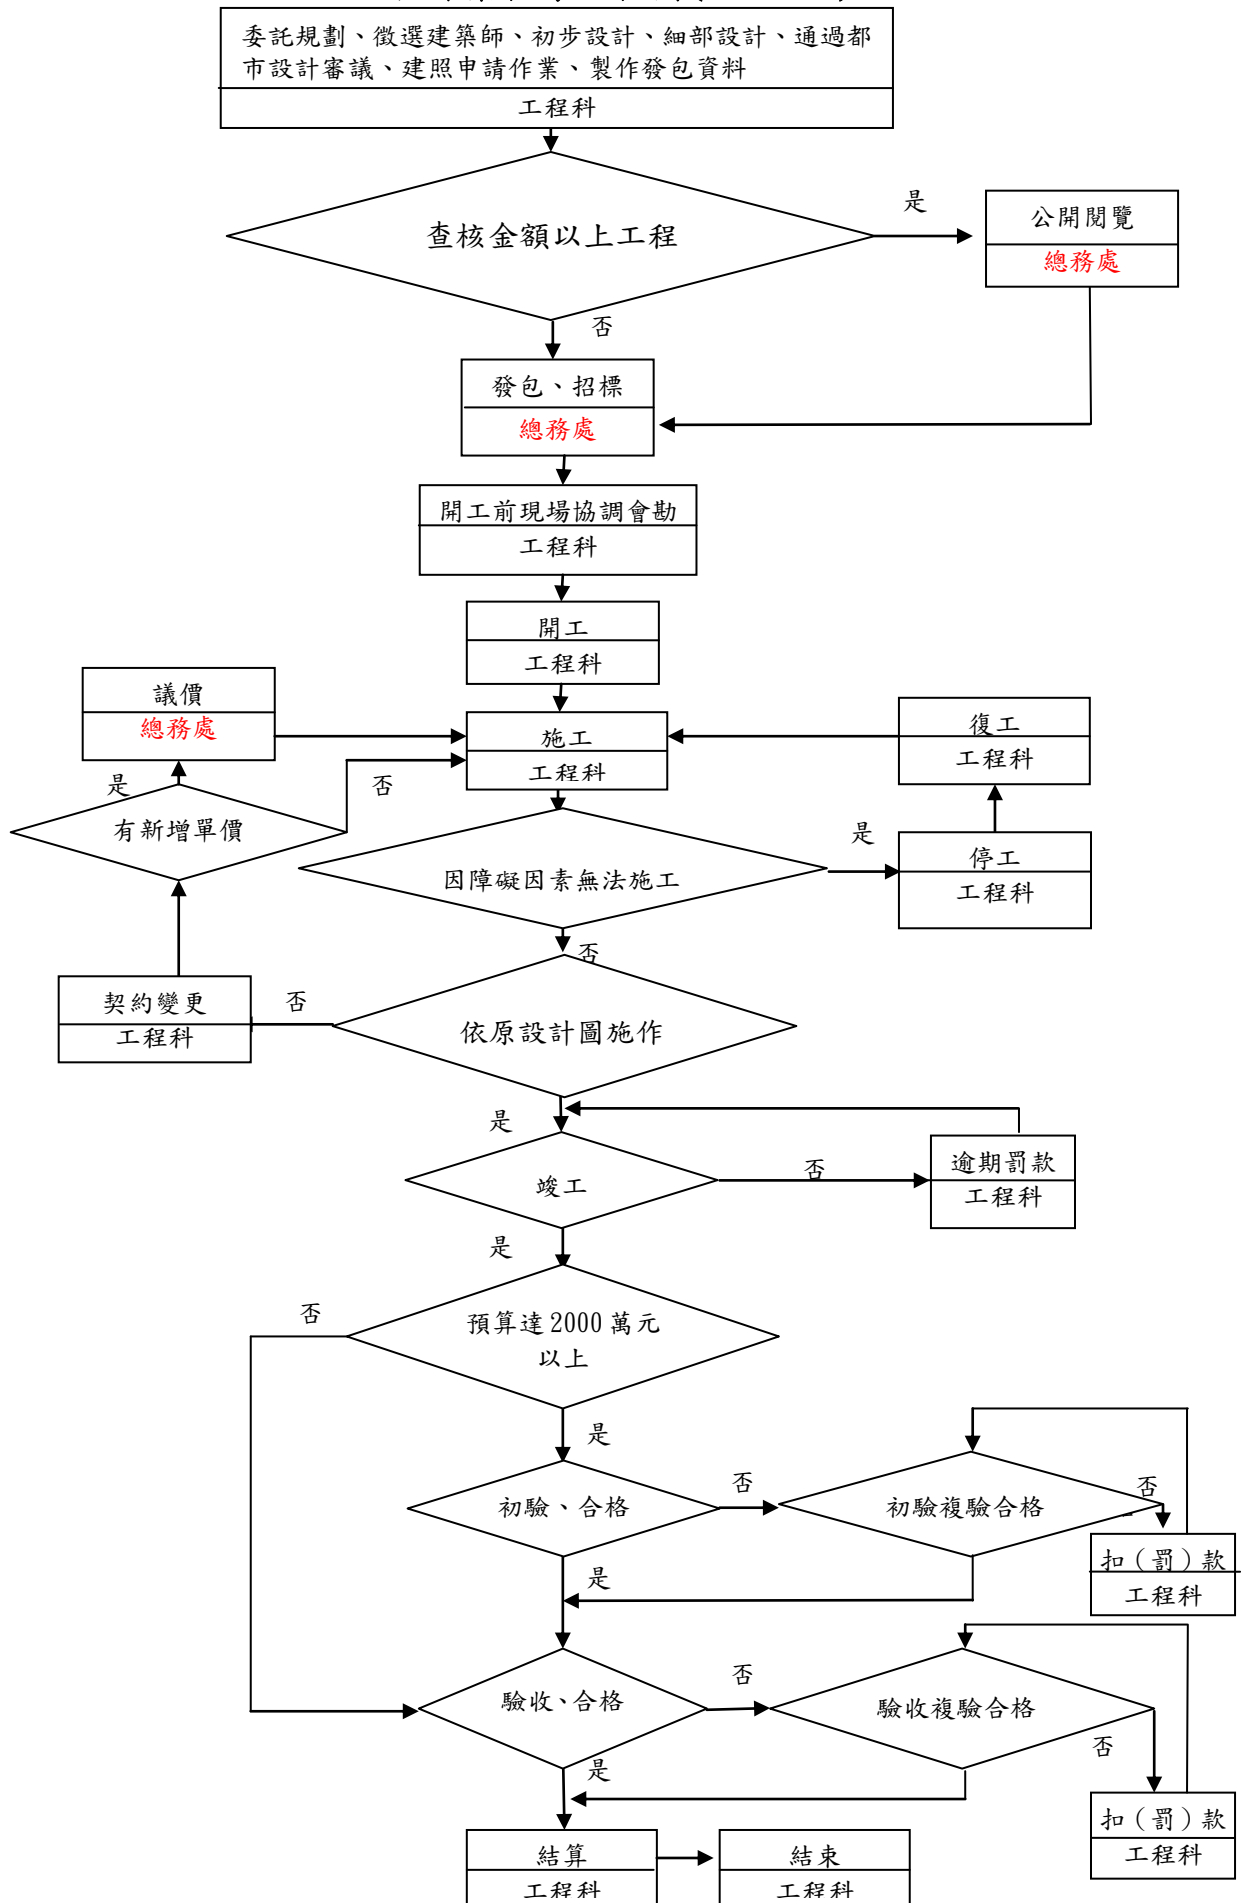 委託規劃、徵選建築師、初步設計、細部設計、通過都
市設計審議、建照申請作業、製作發包資料
工程科
查核金額以上工程
是
公開閱覽
總務處
否
發包、招標
總務處
開工前現場協調會勘
工程科
開工
工程科
議價
總務處
施工
工程科
復工
工程科
是
否
有新增單價
因障礙因素無法施工
是
停工
工程科
否
契約變更
工程科
否
依原設計圖施作
是
竣工
否
逾期罰款
工程科
是
否
預算達2000萬元
以上
是
初驗、合格
否
初驗複驗合格
否
扣（罰）款
工程科
是
驗收、合格
否
驗收複驗合格
否
是
扣（罰）款
工程科
結算
工程科
結束
工程科